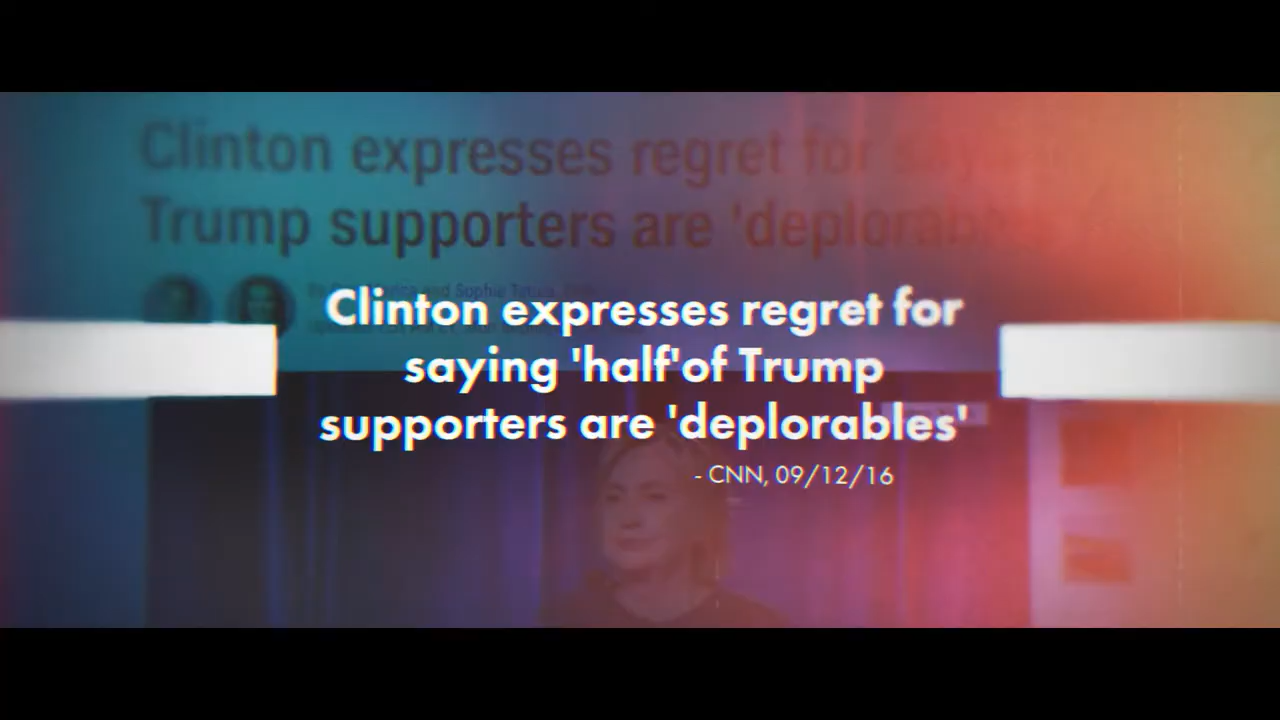 Clinton expresses regret for
Trump supporters are
Clinton expresses regret for
saying 'half'of Trump
supporters are 'deplorables'
- CNN, 09/12/16